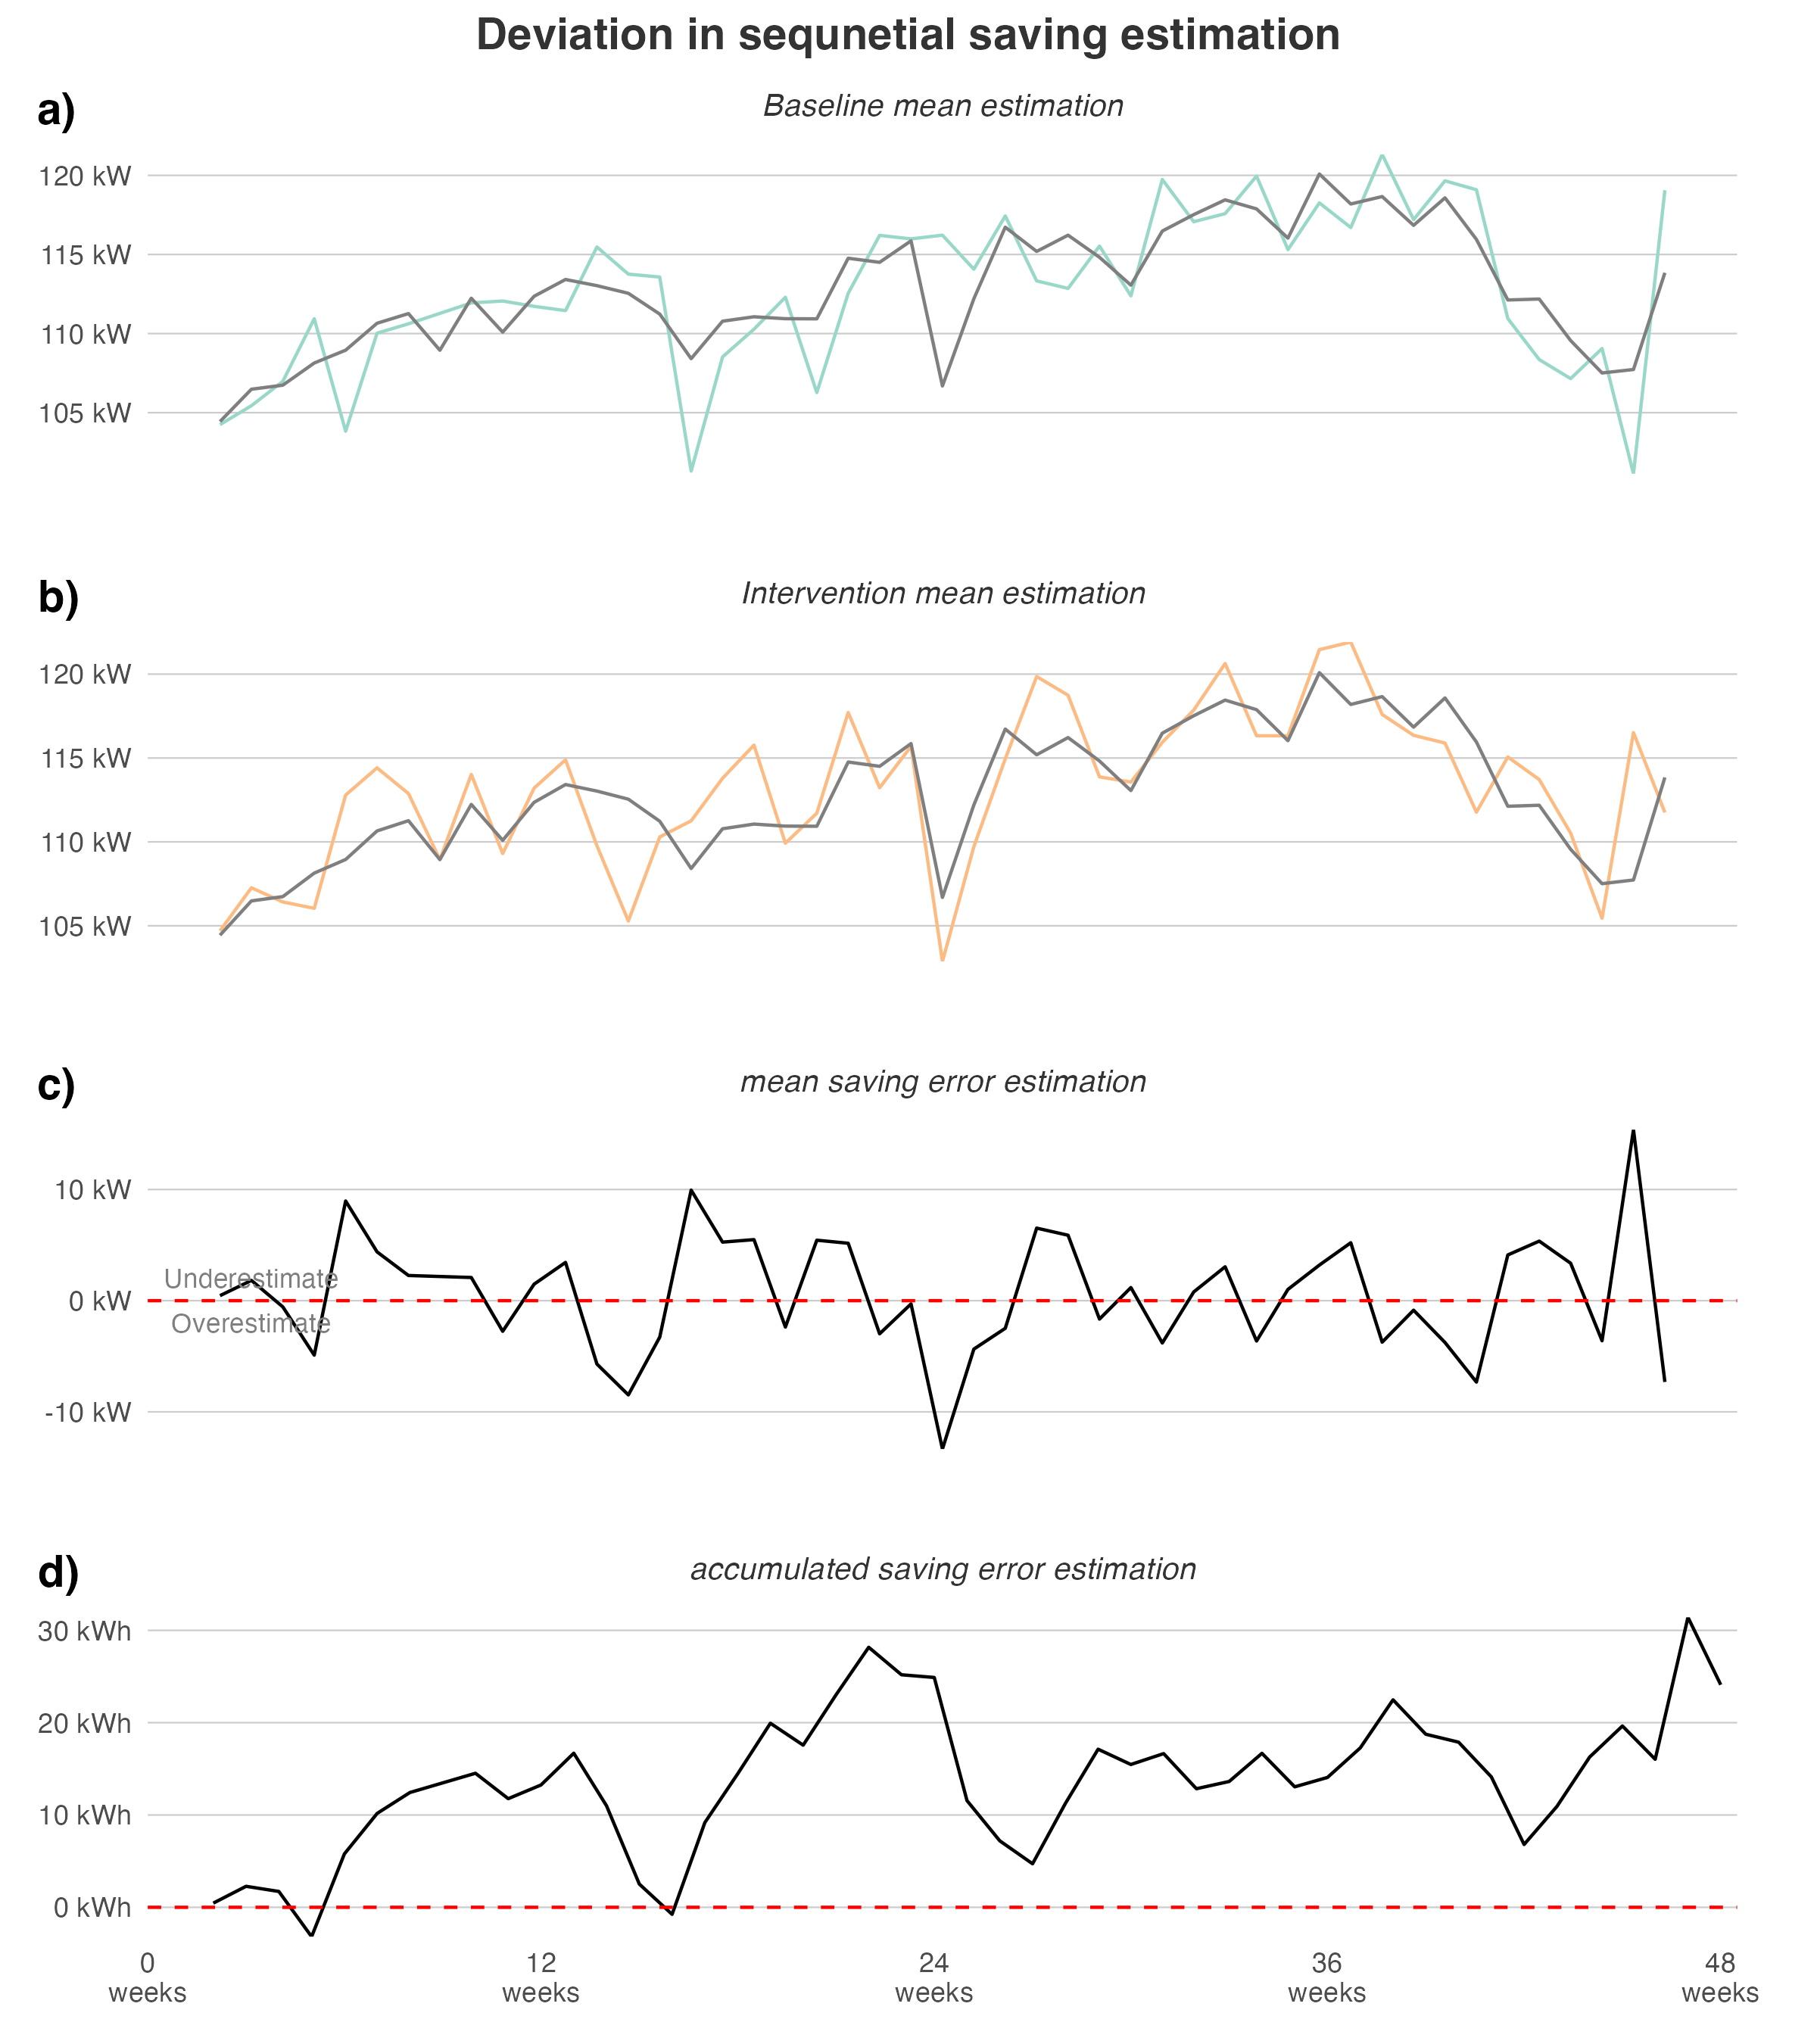 Deviation in sequnetial saving estimation
a)
Baseline mean estimation
120 kW
115 kW
110 kW
105 kW
b)
Intervention mean estimation
120 kW
115 kW
110 kW
105 kW
c)
mean saving error estimation
10 kW
Underestimate
0 kW
Overestimate
-10 kW
d)
accumulated saving error estimation
30 kWh
20 kWh
10 kWh
0 kWh
0 12 24 36 48
weeks weeks weeks weeks weeks